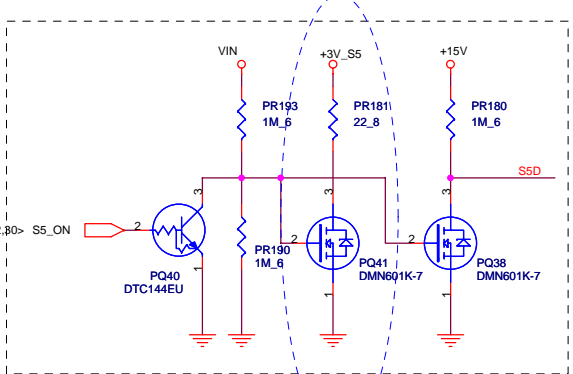 VIN
+3V_S5
+15V
PR193
1M_6
PR181
22_8
PR180
1M_6
S5D
3
3
3
,30> S5_ON
2
2
2
PR190
1M_6
PQ40
DTC144EU
PQ41
DMN601K-7
PQ38
DMN601K-7
1
1
1